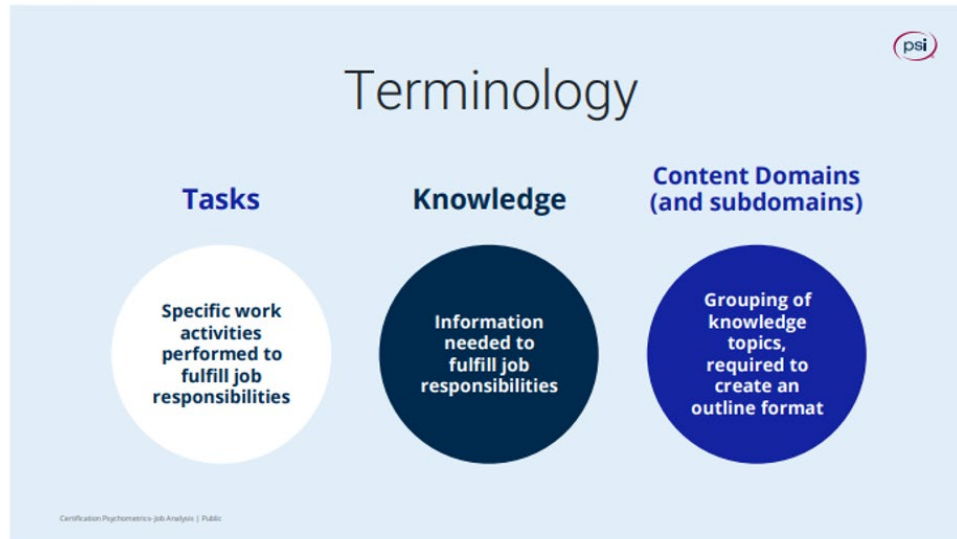 psi
Terminology
Tasks
Specific work
activities
performed to
fulfill job
responsibilities
Knowledge
Information
needed to
fulfill job
responsibilities
Content Domains
(and subdomains)
Grouping of
knowledge
topics,
required to
create an
outline format
Certification Psychometrics-Job Analysis | Public